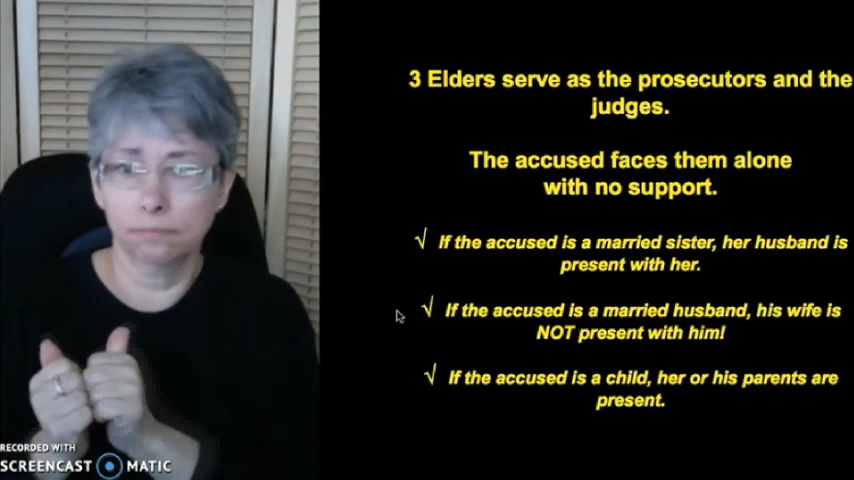 3 Elders serve as the prosecutors and the
judges.
The accused faces them alone
with no support.
√ If the accused is a married sister, her husband is
present with her.
√ If the accused is a married husband, his wife is
NOT present with him!
√ If the accused is a child, her or his parents are
present.
RECORDED WITH
SCREENCAST MATIC